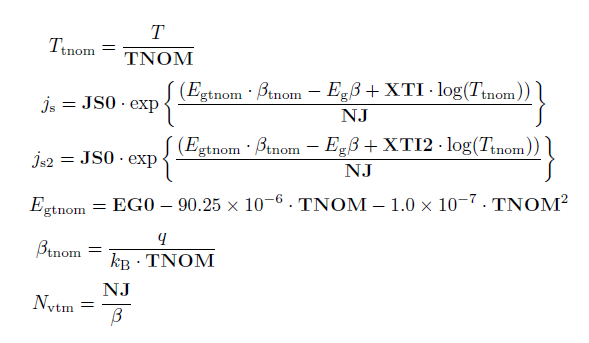 T_tnom = T / TNOM
j_s = JS0 · exp { (E_gtnom · β_tnom − E_g β + XTI · log(T_tnom)) / NJ }
j_s2 = JS0 · exp { (E_gtnom · β_tnom − E_g β + XTI2 · log(T_tnom)) / NJ }
E_gtnom = EG0 − 90.25 × 10^−6 · TNOM − 1.0 × 10^−7 · TNOM^2
β_tnom = q / k_B · TNOM
N_vtm = NJ / β